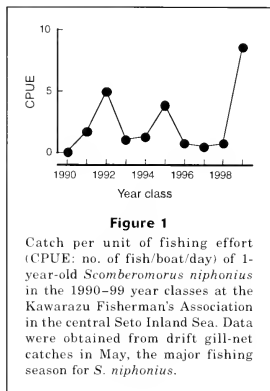 10
CPUE
5
0
1990 1992 1994 1996 1998
Year class
Figure 1
Catch per unit of fishing effort
(CPUE: no. of fish/boat/day) of 1-
year-old Scomberomorus niphonius
in the 1990–99 year classes at the
Kawarazu Fisherman's Association
in the central Seto Inland Sea. Data
were obtained from drift gill-net
catches in May, the major fishing
season for S. niphonius.